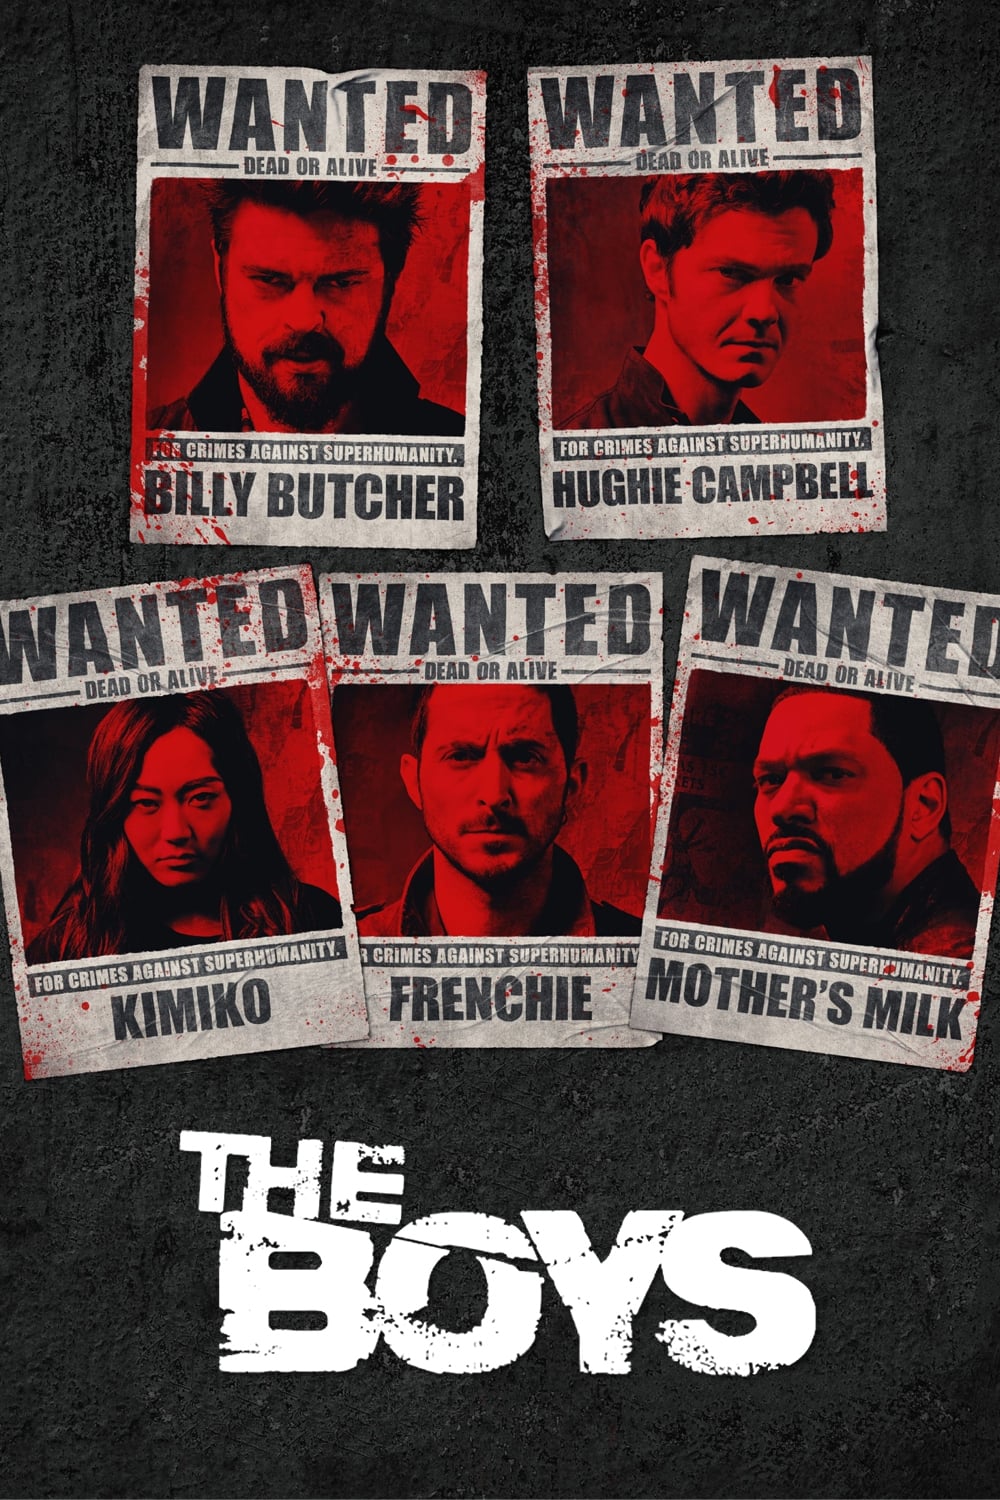 WANTED
DEAD OR ALIVE
FOR CRIMES AGAINST SUPERHUMANITY.
BILLY BUTCHER
WANTED
DEAD OR ALIVE
FOR CRIMES AGAINST SUPERHUMANITY.
HUGHIE CAMPBELL
WANTED
DEAD OR ALIVE
FOR CRIMES AGAINST SUPERHUMANITY.
KIMIKO
WANTED
DEAD OR ALIVE
CRIMES AGAINST SUPERHUMANITY
FRENCHIE
WANTED
DEAD OR ALIVE
FOR CRIMES AGAINST SUPERHUMANITY.
MOTHER'S MILK
THE
BOYS